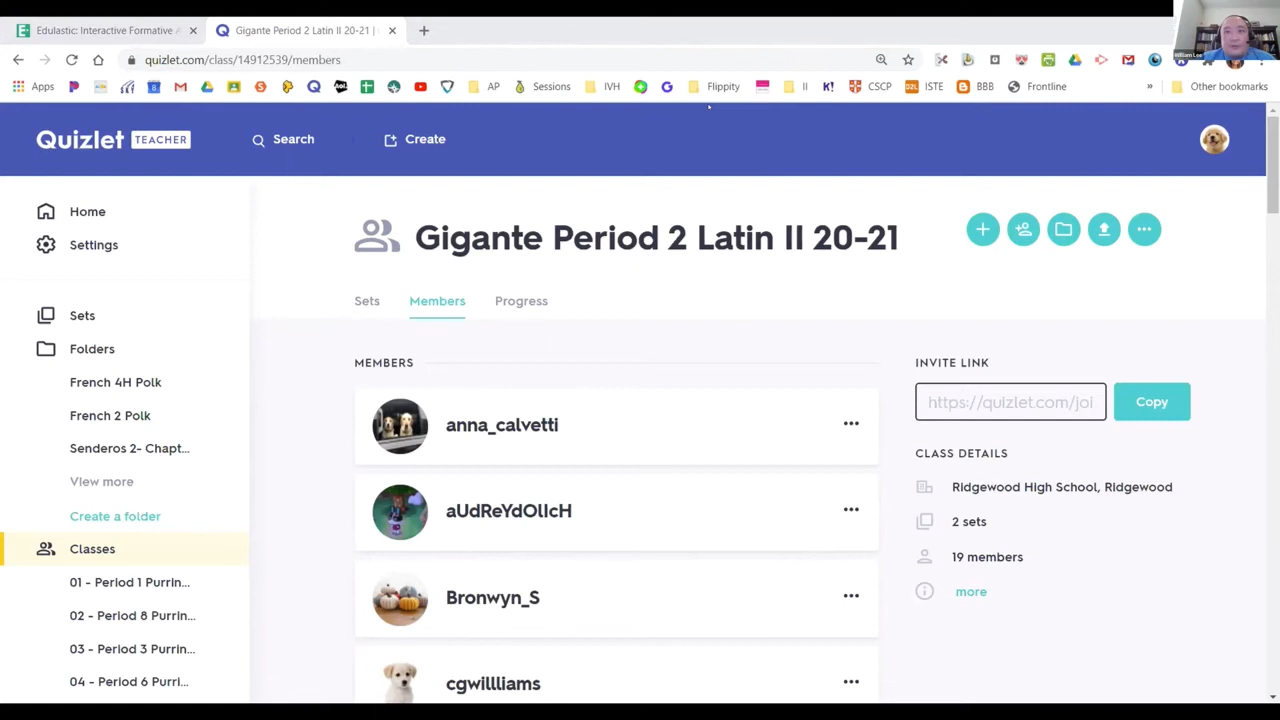 Edulastic: Interactive Formative A
Gigante Period 2 Latin II 20-21 |
quizlet.com/class/14912539/members
William Lee
Apps
AP
Sessions
IVH
Flippity
II
K!
CSCP
D2L
ISTE
BBB
Frontline
»
Other bookmarks
Quizlet TEACHER
Search
Create
Home
Settings
Sets
Folders
French 4H Polk
French 2 Polk
Senderos 2- Chapt...
View more
Create a folder
Classes
01 - Period 1 Purrin...
02 - Period 8 Purrin...
03 - Period 3 Purrin...
04 - Period 6 Purri...
Gigante Period 2 Latin II 20-21
Sets Members Progress
MEMBERS
anna_calvetti
aUdReYdOlIcH
Bronwyn_S
cgwillliams
INVITE LINK
https://quizlet.com/joi
Copy
CLASS DETAILS
Ridgewood High School, Ridgewood
2 sets
19 members
more